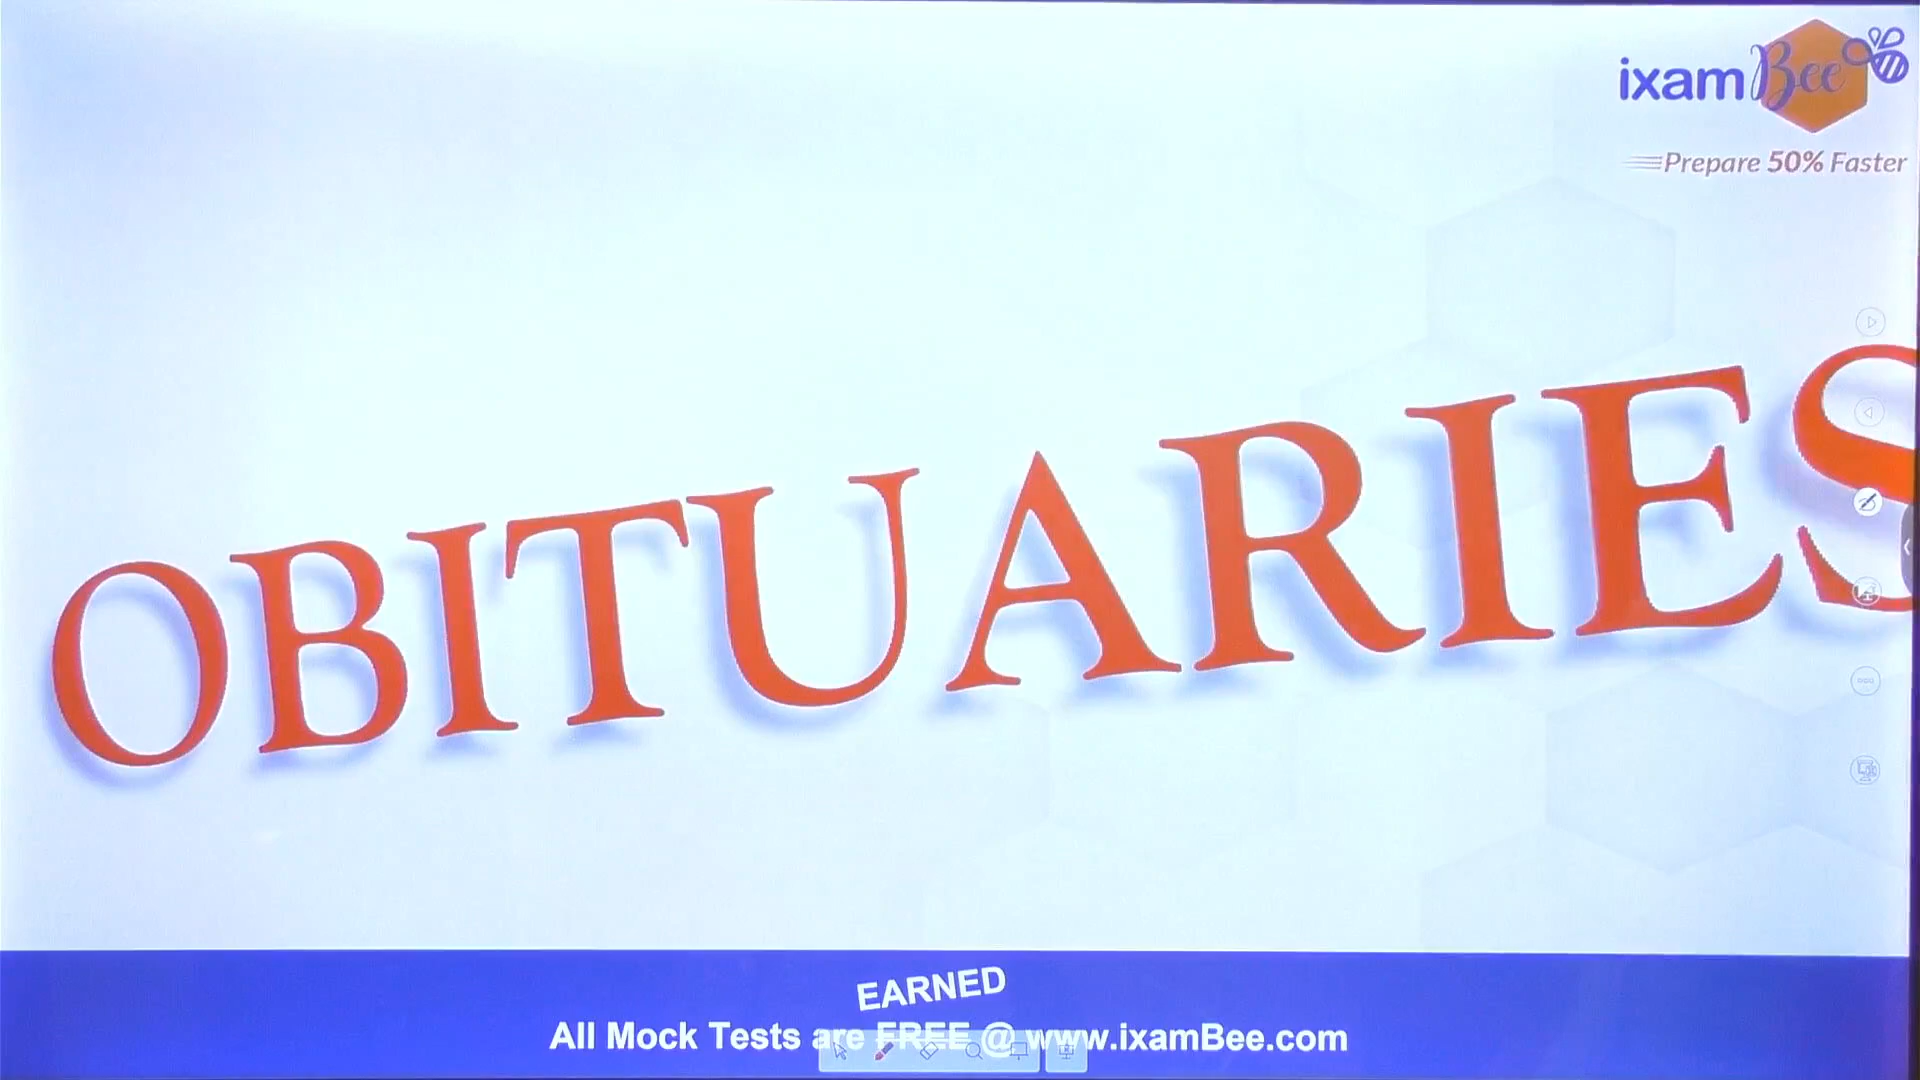 ixamBee
Prepare 50% Faster
OBITUARIES
EARNED
All Mock Tests are FREE @ www.ixamBee.com